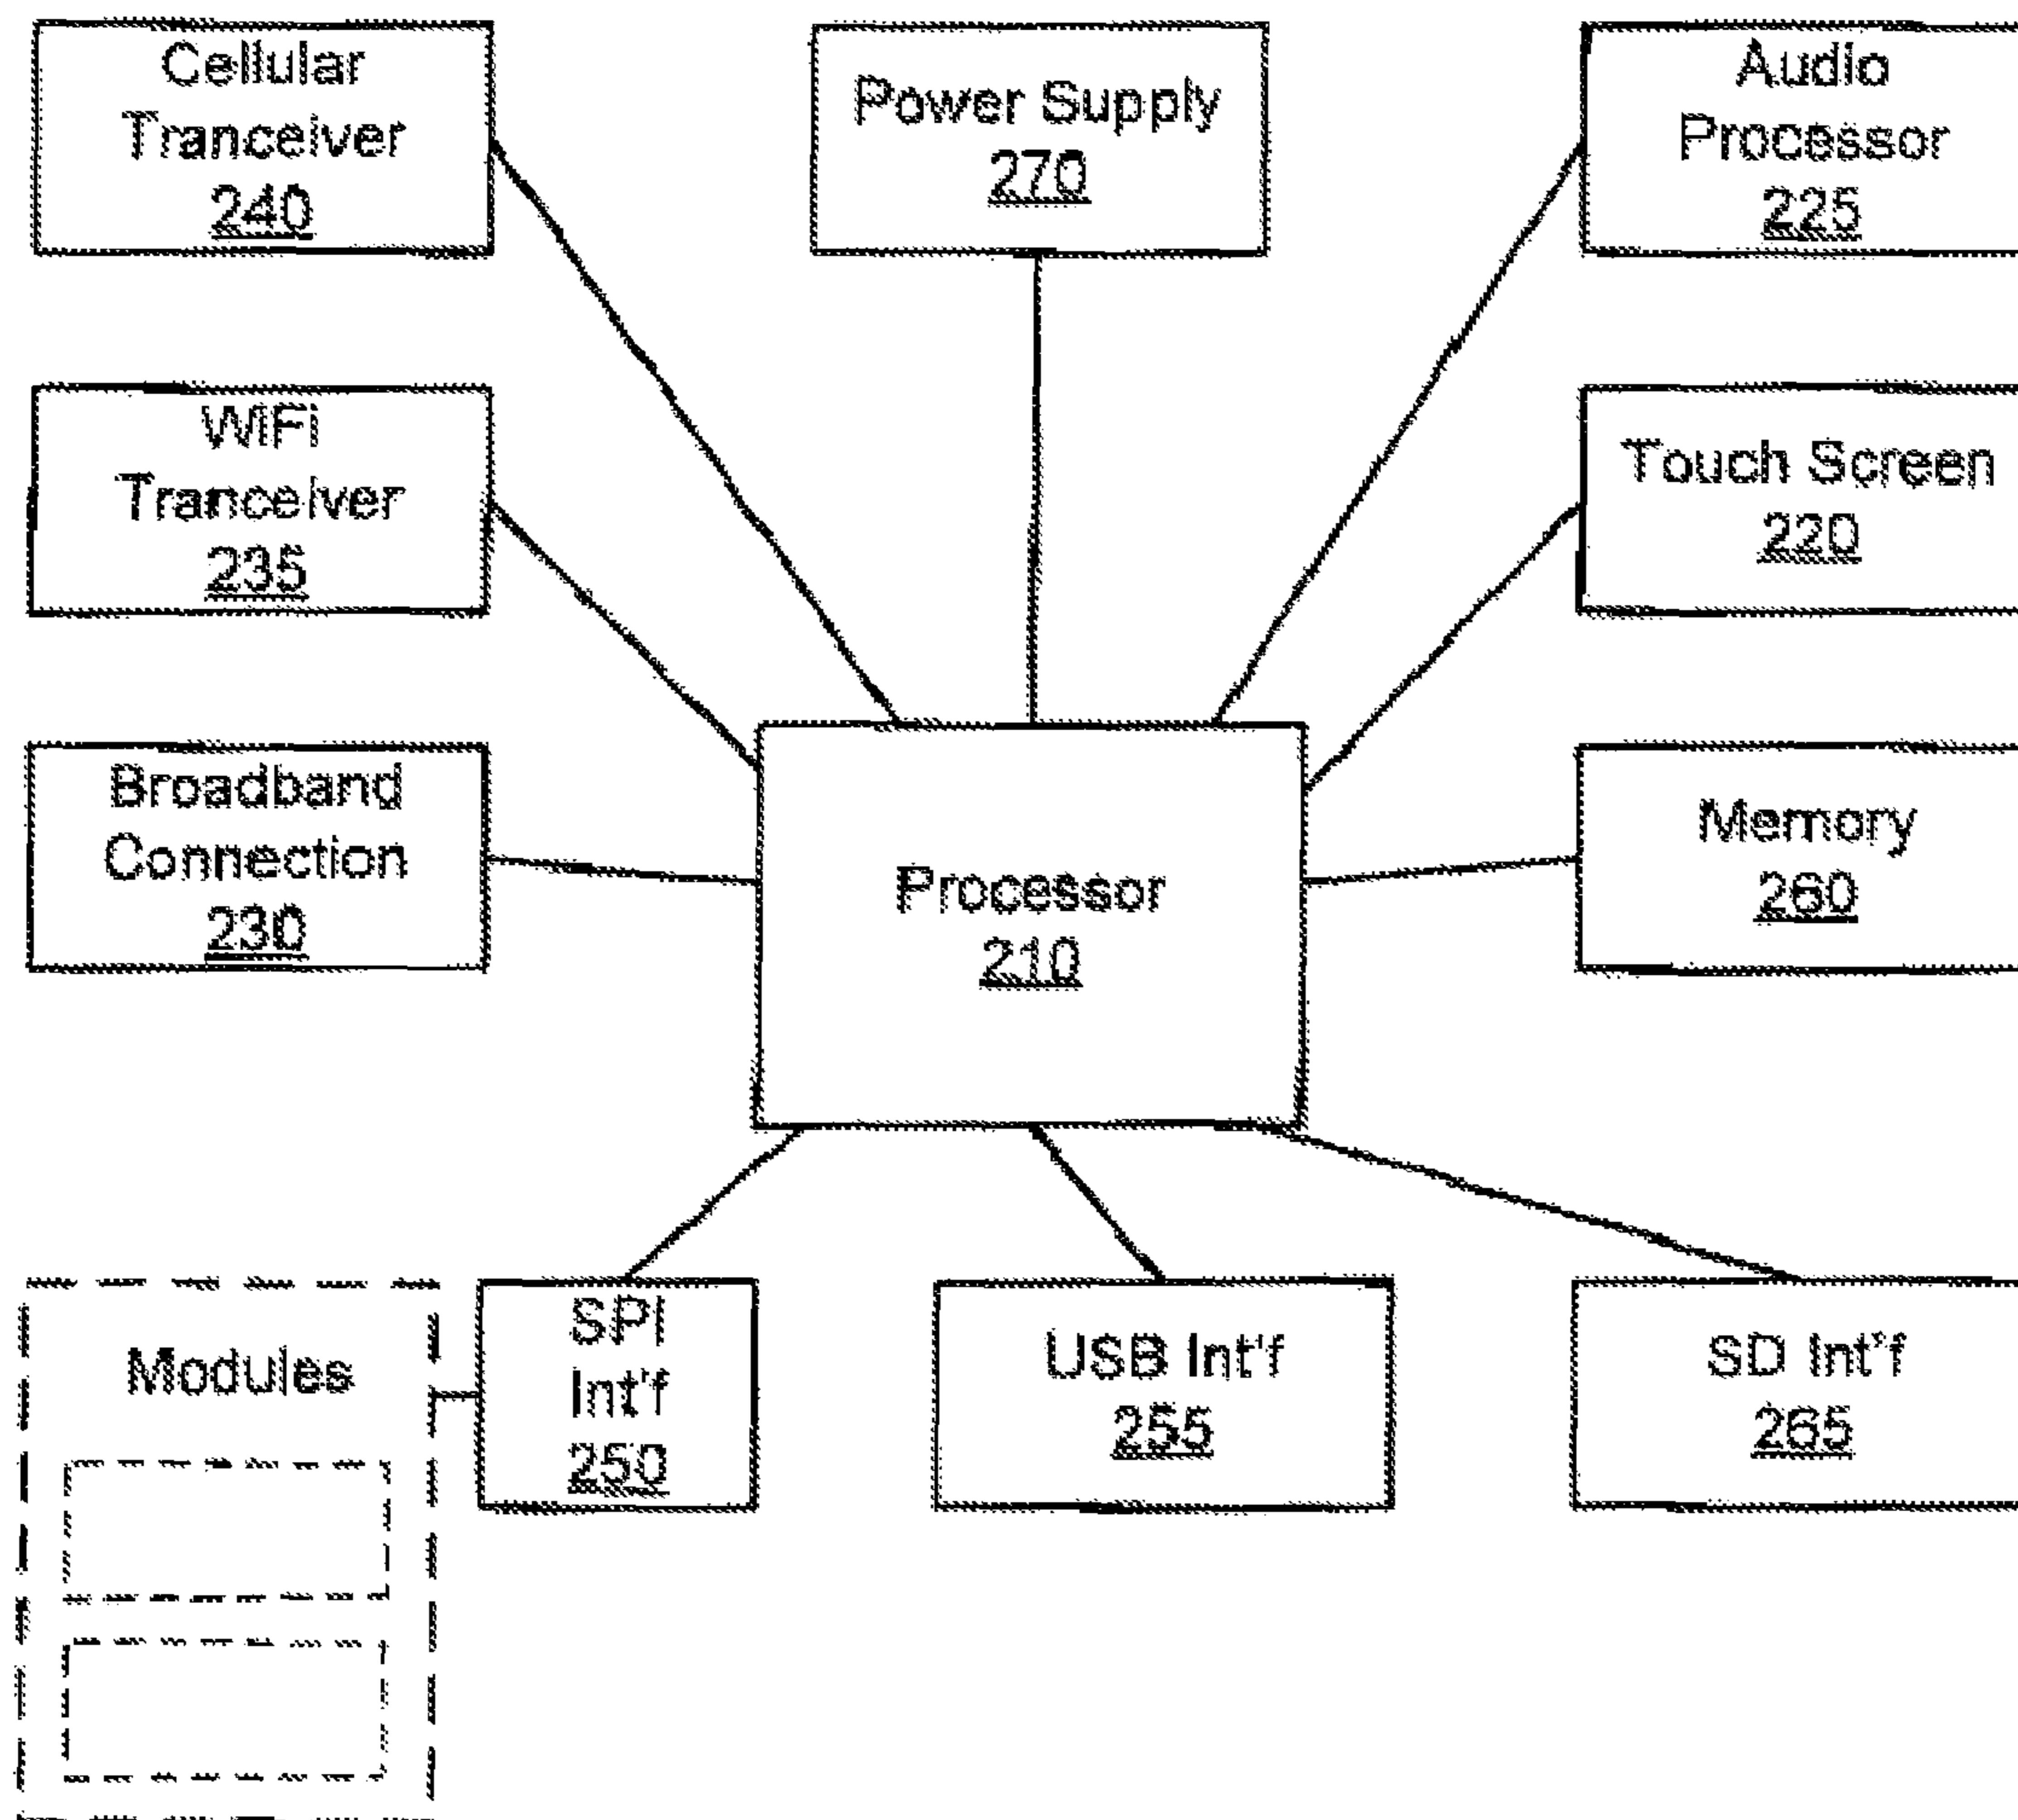 Cellular
Tranceiver
240
Power Supply
270
Audio
Processor
225
WiFi
Tranceiver
235
Touch Screen
220
Broadband
Connection
230
Processor
210
Memory
260
Modules
SPI
Int'f
250
USB Int'f
255
SD Int'f
265